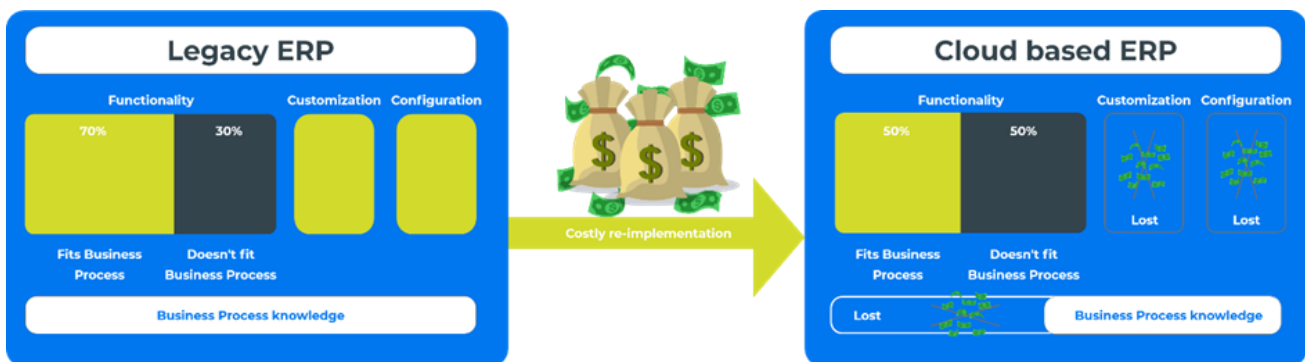 Legacy ERP
Functionality
Customization
Configuration
70%
30%
Fits Business
Process
Doesn't fit
Business Process
Business Process knowledge
$
$
$
Costly re-implementation
Cloud based ERP
Functionality
Customization
Configuration
50%
50%
Lost
Lost
Fits Business
Process
Doesn't fit
Business Process
Lost
Business Process knowledge